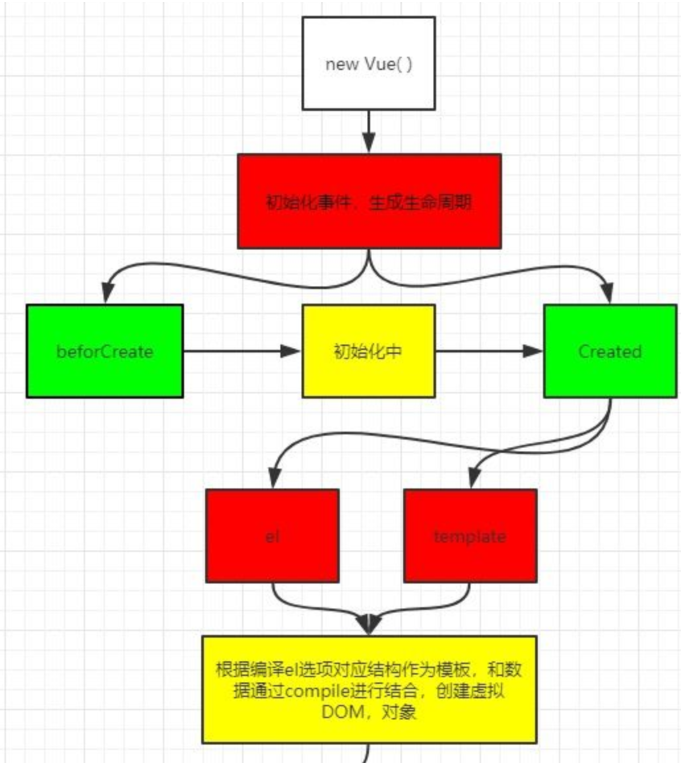 new Vue( )
初始化事件、生成生命周期
beforCreate
初始化中
Created
el
template
根据编译el选项对应结构作为模板，和数
据通过compile进行结合，创建虚拟
DOM，对象